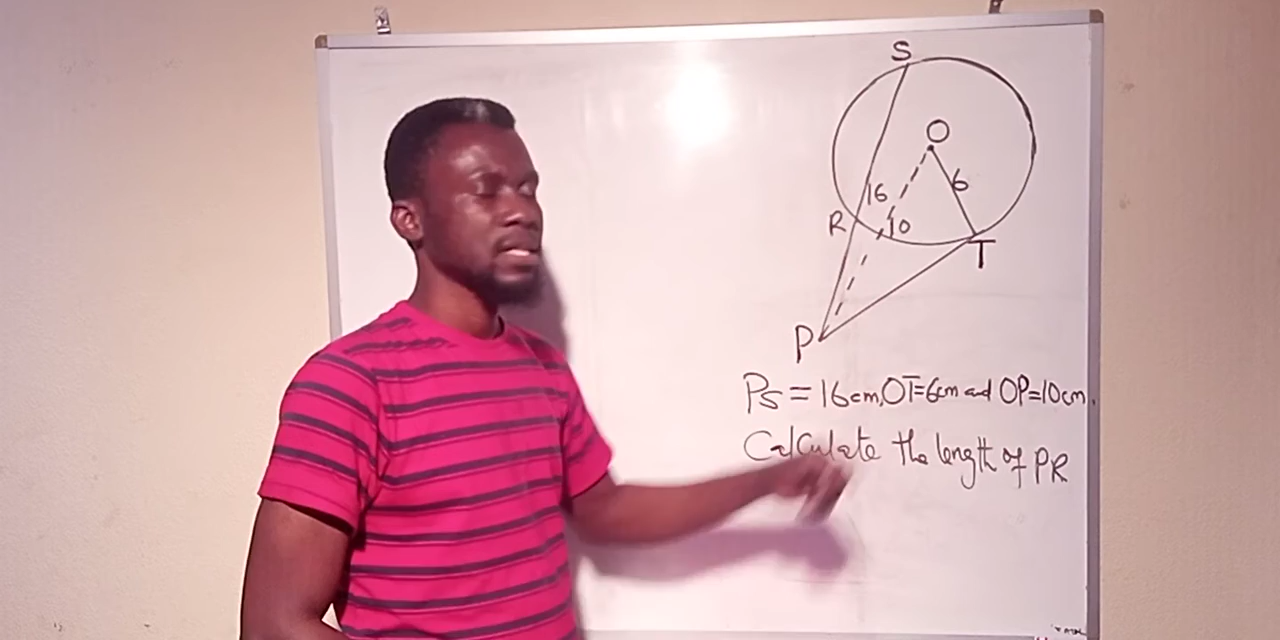 S
O
16
6
R
10
T
P
PS = 16cm, OT=6cm and OP=10cm.
Calculate the length of PR